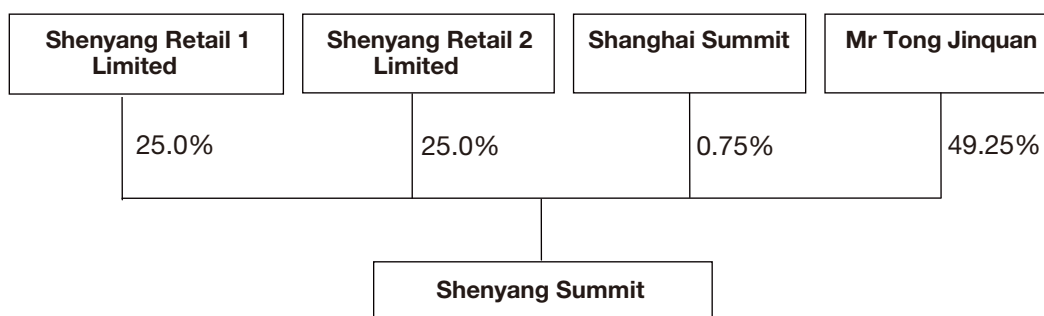 Shenyang Retail 1
Limited
Shenyang Retail 2
Limited
Shanghai Summit
Mr Tong Jinquan
25.0%
25.0%
0.75%
49.25%
Shenyang Summit